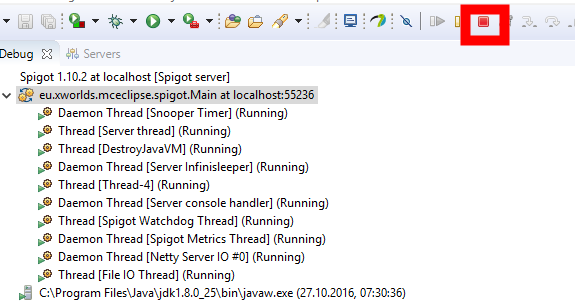 Debug Servers
Spigot 1.10.2 at localhost [Spigot server]
eu.xworlds.mceclipse.spigot.Main at localhost:55236
Daemon Thread [Snooper Timer] (Running)
Thread [Server thread] (Running)
Thread [DestroyJavaVM] (Running)
Daemon Thread [Server Infinisleeper] (Running)
Thread [Thread-4] (Running)
Daemon Thread [Server console handler] (Running)
Thread [Spigot Watchdog Thread] (Running)
Daemon Thread [Spigot Metrics Thread] (Running)
Daemon Thread [Netty Server IO #0] (Running)
Thread [File IO Thread] (Running)
C:\Program Files\Java\jdk1.8.0_25\bin\javaw.exe (27.10.2016, 07:30:36)